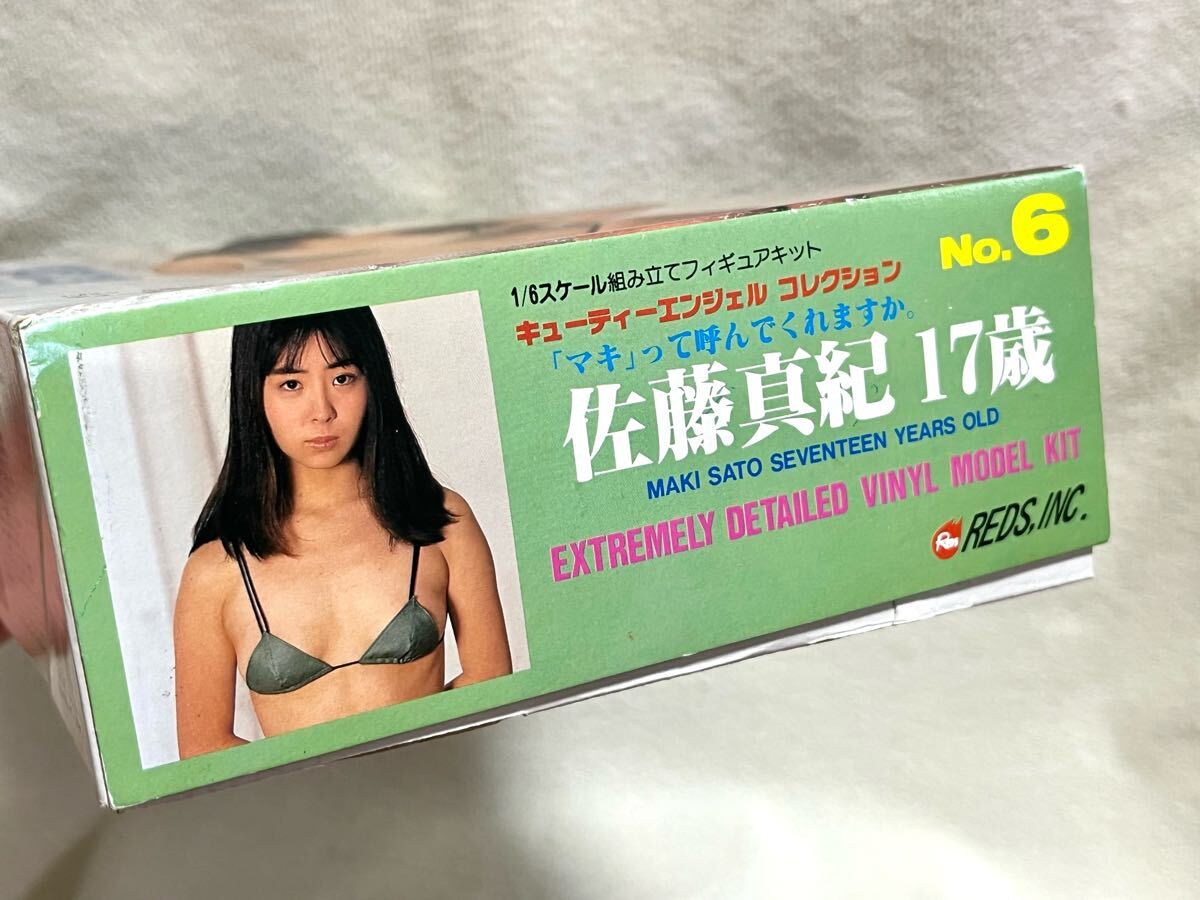 No.6
1/6スケール組み立てフィギュアキット
キューティーエンジェル コレクション
「マキ」って呼んでくれますか。
佐藤真紀 17歳
MAKI SATO SEVENTEEN YEARS OLD
EXTREMELY DETAILED VINYL MODEL KIT
REDS, INC.